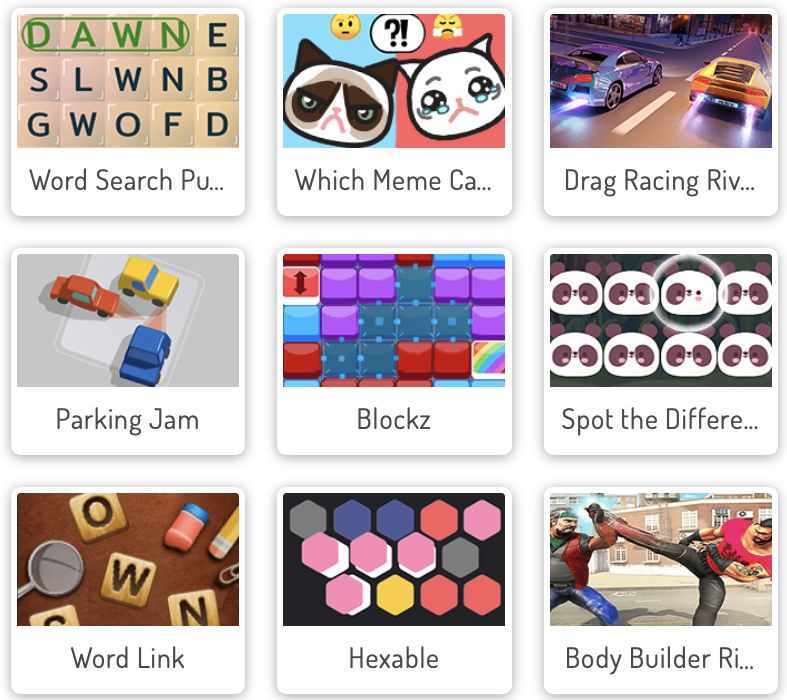 D A W N E
S L W N B
G W O F D
?!
Word Search Pu...
Which Meme Ca...
Drag Racing Riv...
Parking Jam
Blockz
Spot the Differe...
O
W
N
Word Link
Hexable
Body Builder Ri...